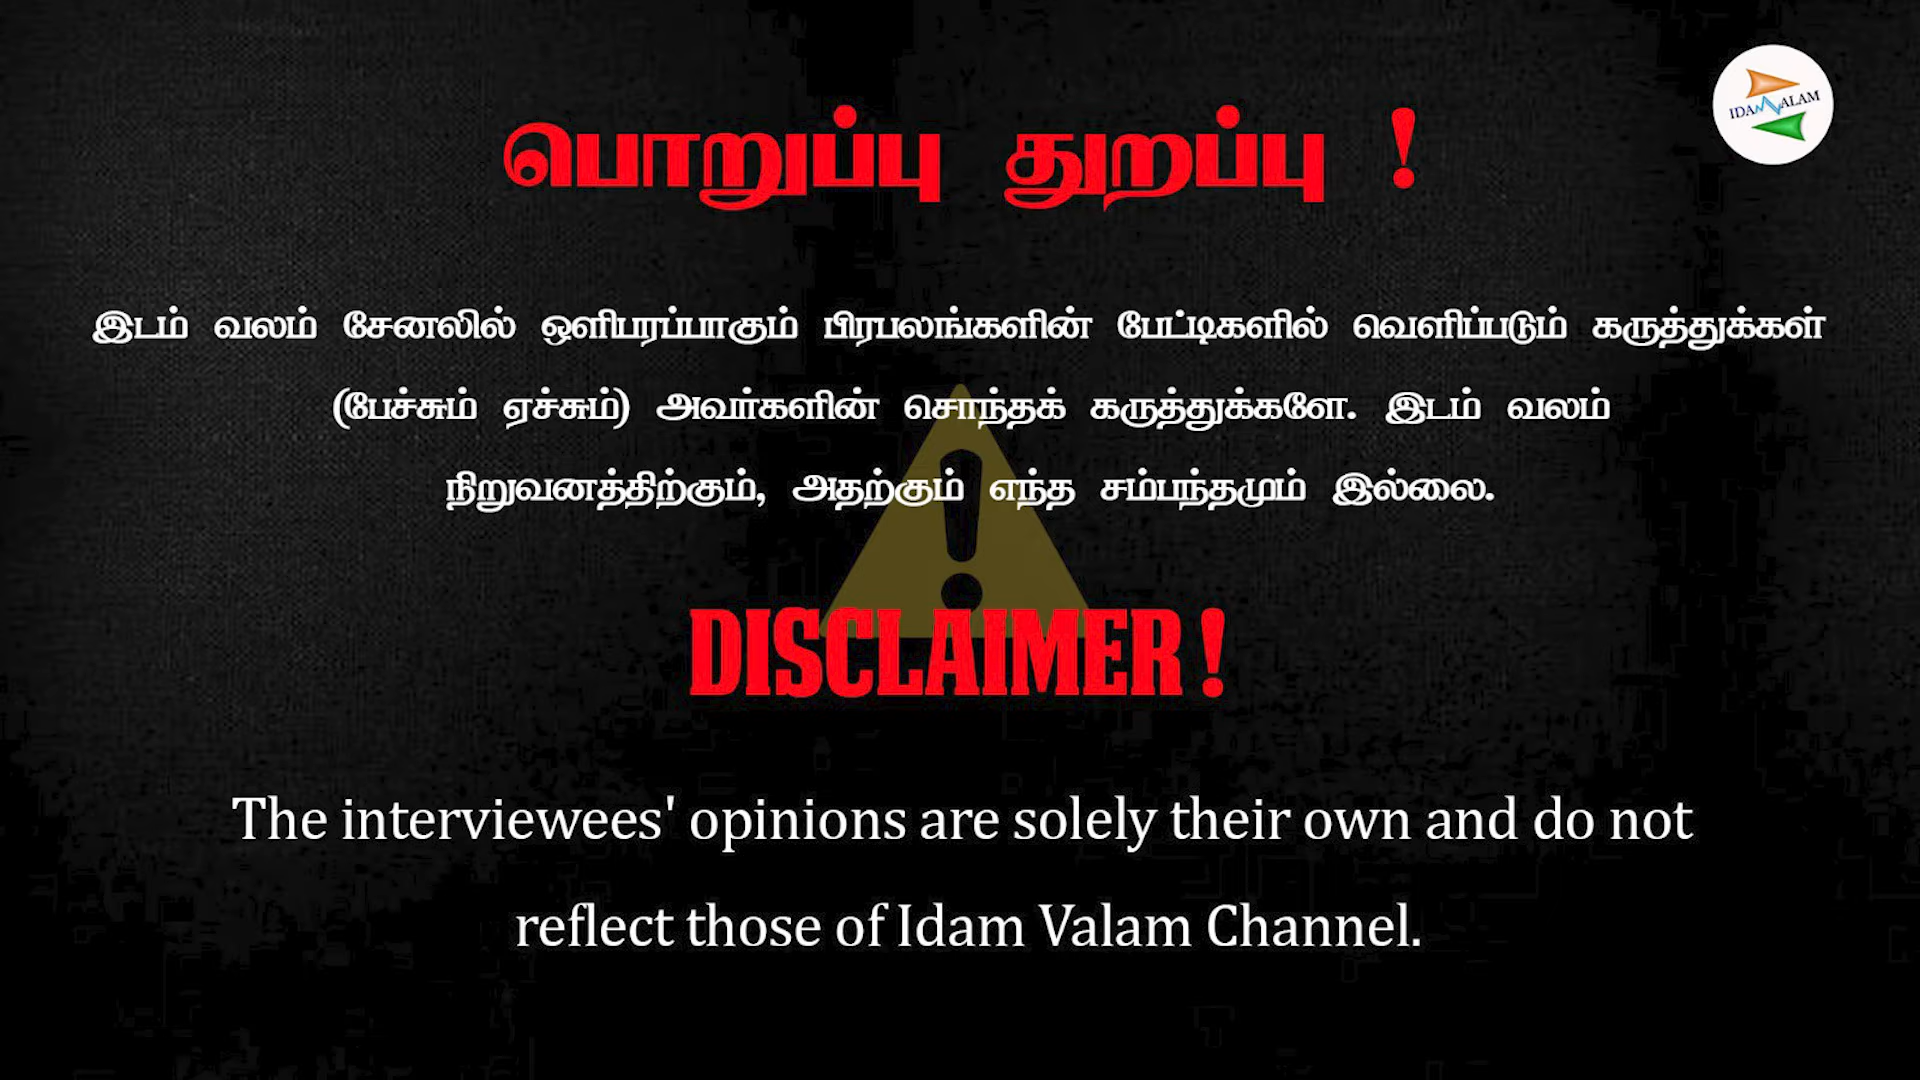 IDAM VALAM
பொறுப்பு துறப்பு !
இடம் வலம் சேனலில் ஒளிபரப்பாகும் பிரபலங்களின் பேட்டிகளில் வெளிப்படும் கருத்துக்கள்
(பேச்சும் ஏச்சும்) அவர்களின் சொந்தக் கருத்துக்களே. இடம் வலம்
நிறுவனத்திற்கும், அதற்கும் எந்த சம்பந்தமும் இல்லை.
DISCLAIMER !
The interviewees' opinions are solely their own and do not
reflect those of Idam Valam Channel.